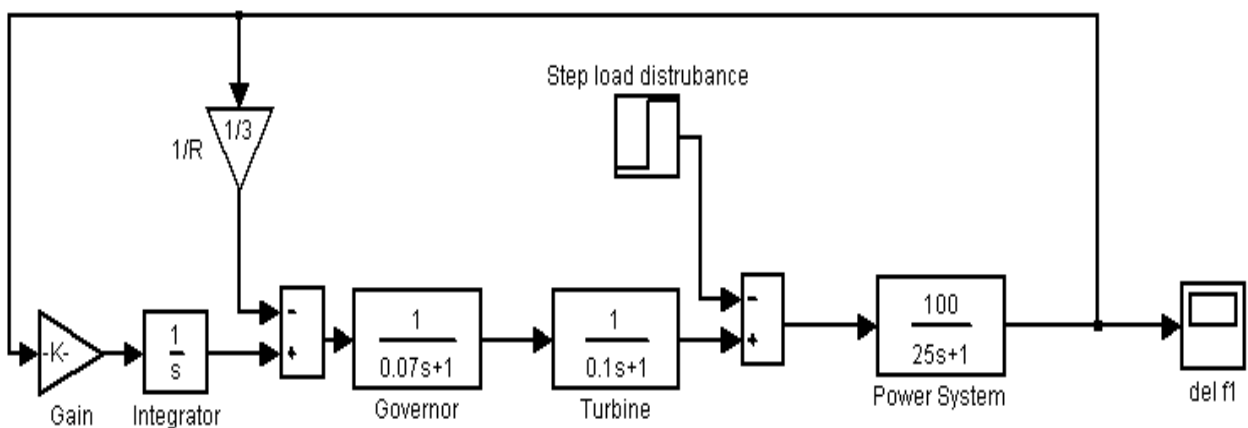 Step load distrubance
1/3
1/R
-
+
1
0.07s+1
1
0.1s+1
-
+
100
25s+1
-K-
1
s
Gain
Integrator
Governor
Turbine
Power System
del f1